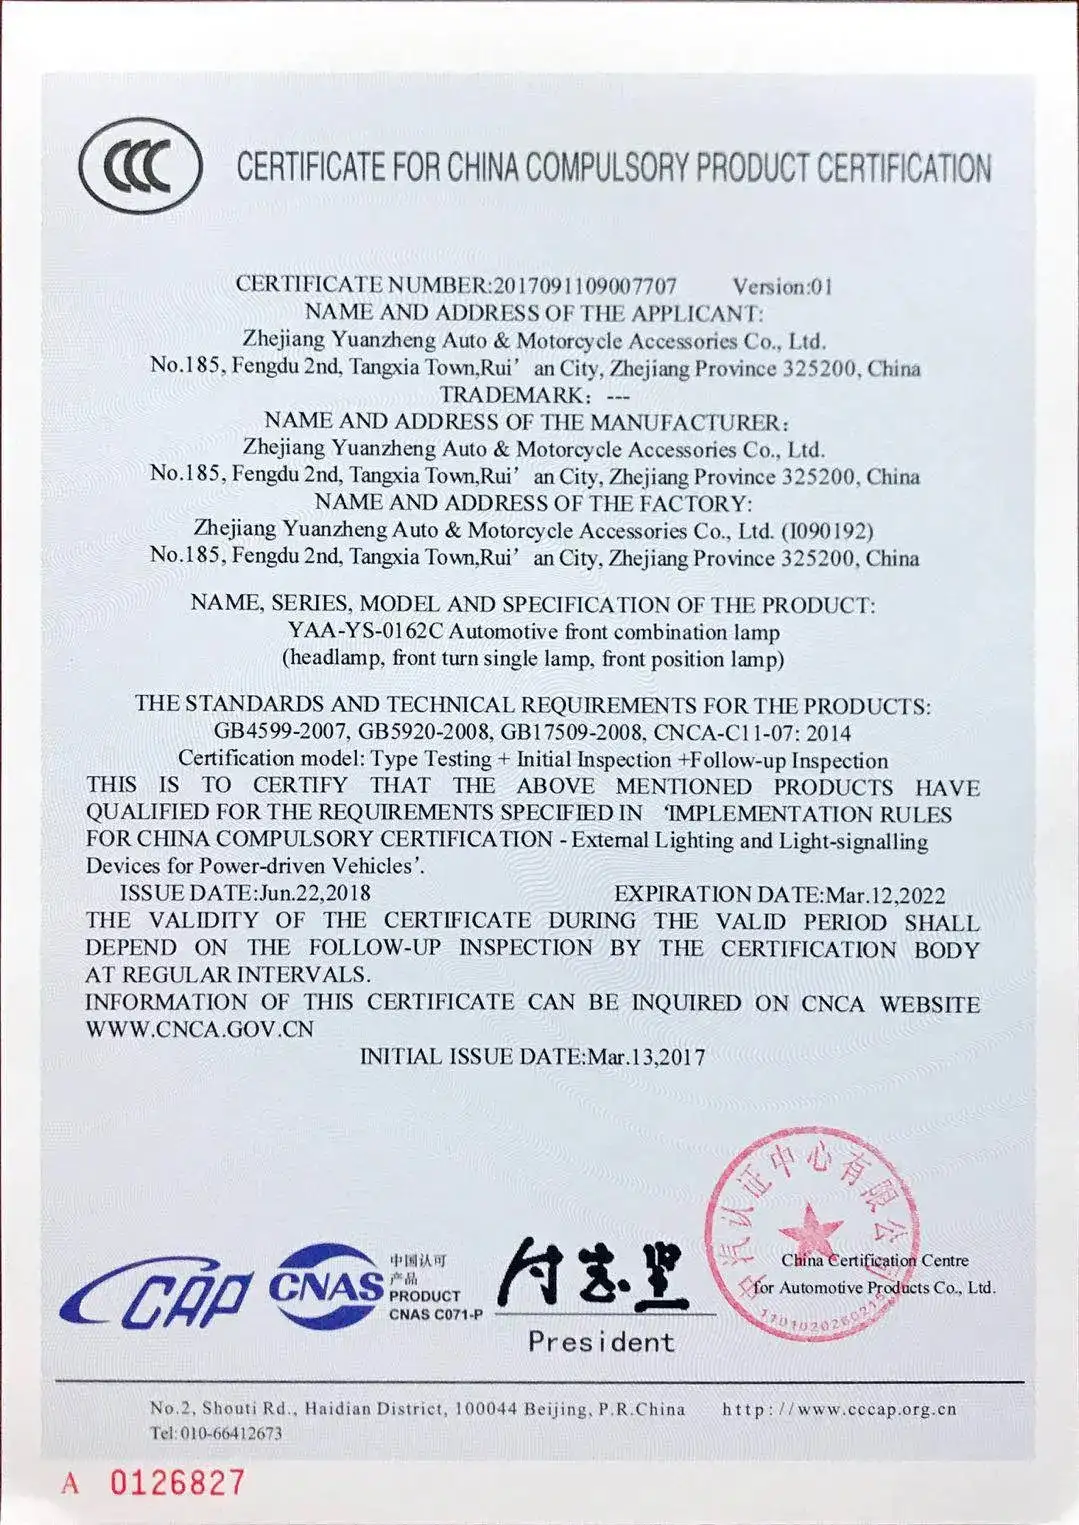 CCC
CERTIFICATE FOR CHINA COMPULSORY PRODUCT CERTIFICATION
CERTIFICATE NUMBER:2017091109007707 Version:01
NAME AND ADDRESS OF THE APPLICANT:
Zhejiang Yuanzheng Auto & Motorcycle Accessories Co., Ltd.
No.185, Fengdu 2nd, Tangxia Town,Rui’ an City, Zhejiang Province 325200, China
TRADEMARK: ---
NAME AND ADDRESS OF THE MANUFACTURER:
Zhejiang Yuanzheng Auto & Motorcycle Accessories Co., Ltd.
No.185, Fengdu 2nd, Tangxia Town,Rui’ an City, Zhejiang Province 325200, China
NAME AND ADDRESS OF THE FACTORY:
Zhejiang Yuanzheng Auto & Motorcycle Accessories Co., Ltd. (I090192)
No.185, Fengdu 2nd, Tangxia Town,Rui’ an City, Zhejiang Province 325200, China
NAME, SERIES, MODEL AND SPECIFICATION OF THE PRODUCT:
YAA-YS-0162C Automotive front combination lamp
(headlamp, front turn single lamp, front position lamp)
THE STANDARDS AND TECHNICAL REQUIREMENTS FOR THE PRODUCTS:
GB4599-2007, GB5920-2008, GB17509-2008, CNCA-C11-07: 2014
Certification model: Type Testing + Initial Inspection +Follow-up Inspection
THIS IS TO CERTIFY THAT THE ABOVE MENTIONED PRODUCTS HAVE
QUALIFIED FOR THE REQUIREMENTS SPECIFIED IN ‘IMPLEMENTATION RULES
FOR CHINA COMPULSORY CERTIFICATION - External Lighting and Light-signalling
Devices for Power-driven Vehicles’.
ISSUE DATE:Jun.22,2018 EXPIRATION DATE:Mar.12,2022
THE VALIDITY OF THE CERTIFICATE DURING THE VALID PERIOD SHALL
DEPEND ON THE FOLLOW-UP INSPECTION BY THE CERTIFICATION BODY
AT REGULAR INTERVALS.
INFORMATION OF THIS CERTIFICATE CAN BE INQUIRED ON CNCA WEBSITE
WWW.CNCA.GOV.CN
INITIAL ISSUE DATE:Mar.13,2017
中汽认证中心有限公司
China Certification Centre
for Automotive Products Co., Ltd.
CCAP
CNAS
中国认可
产品
PRODUCT
CNAS C071-P
President
No.2, Shouti Rd., Haidian District, 100044 Beijing, P.R.China http://www.cccap.org.cn
Tel:010-66412673
A 0126827